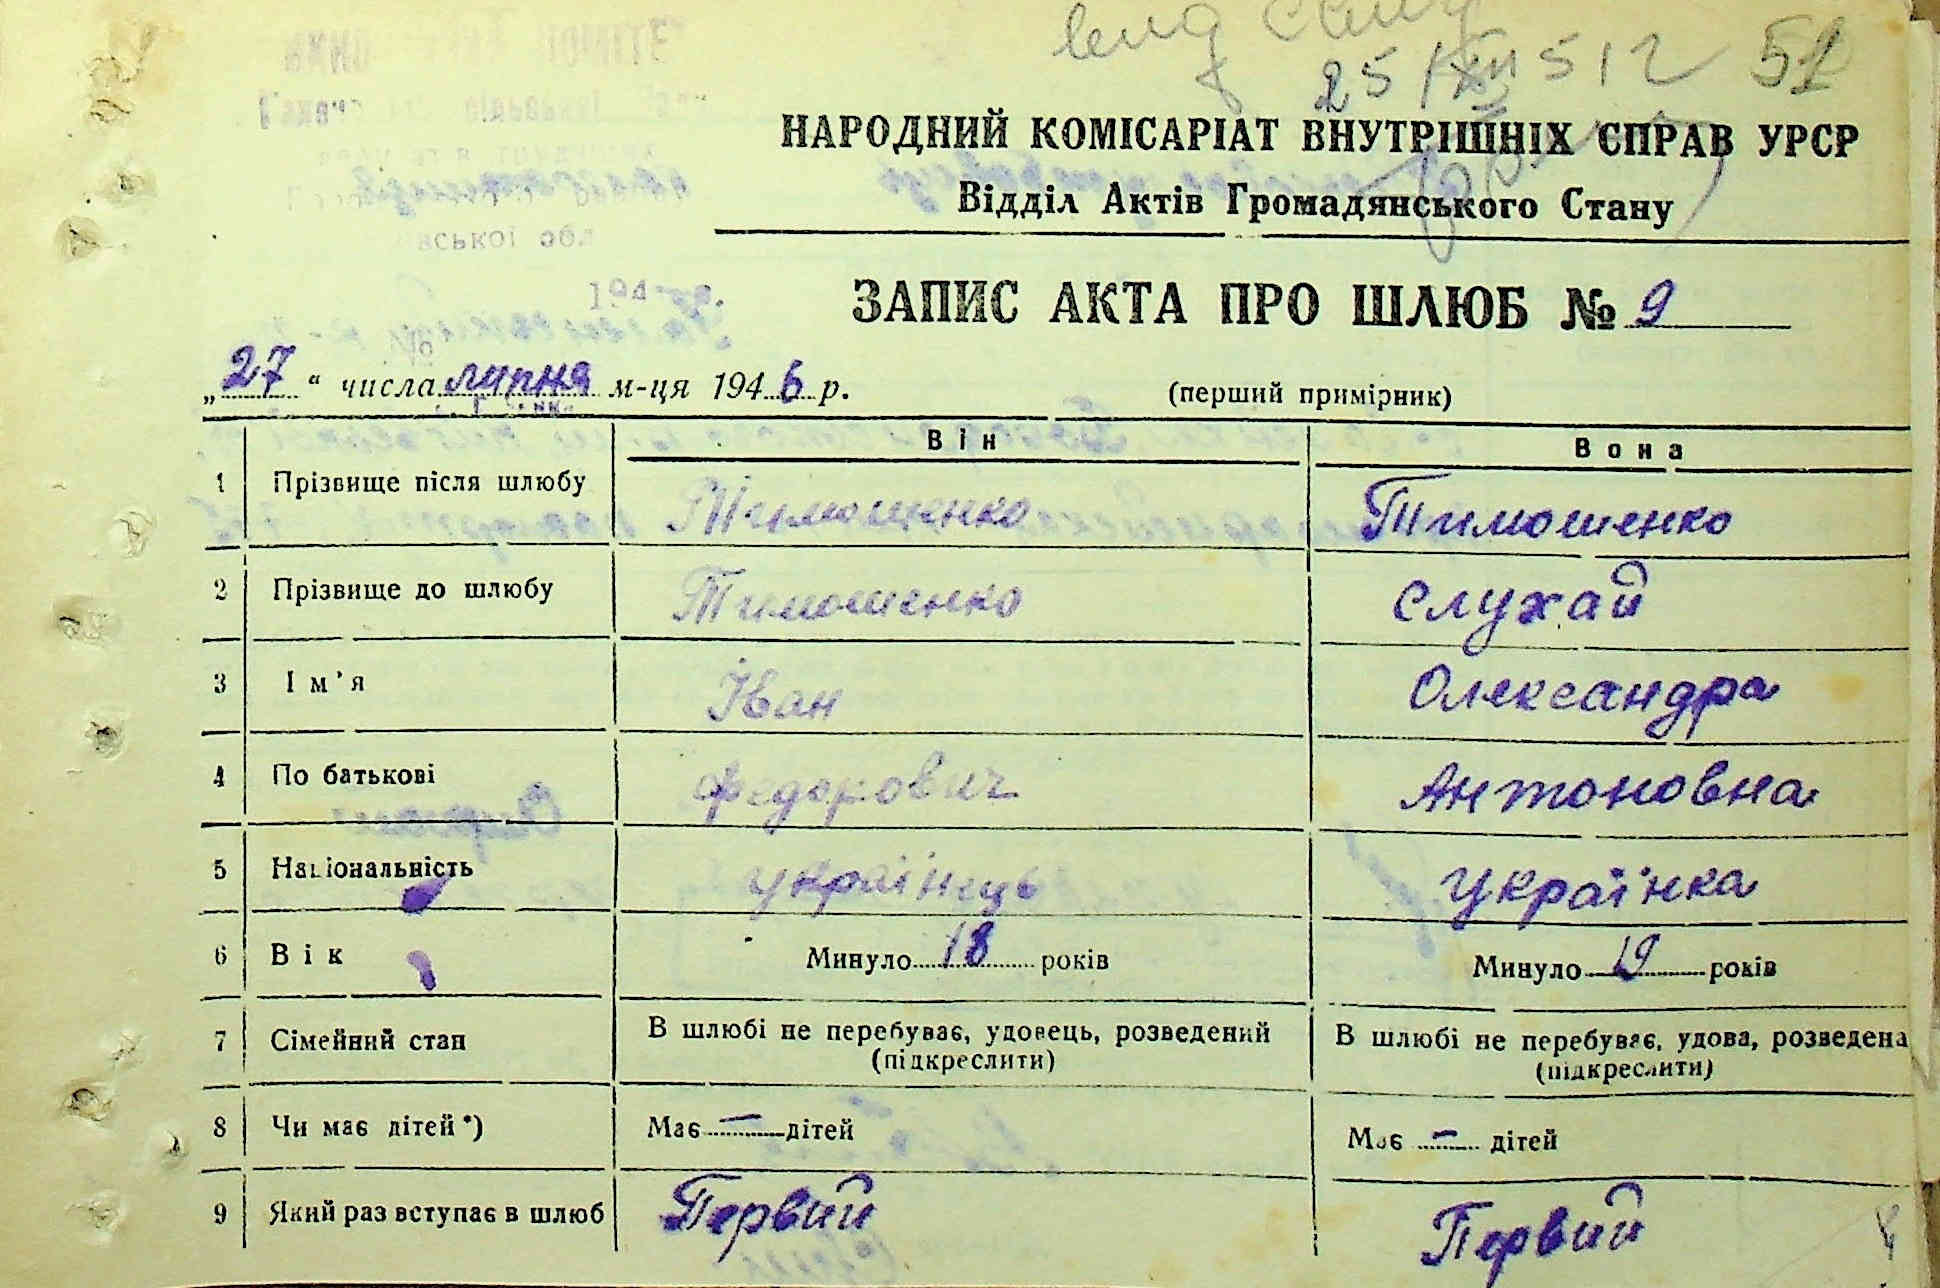 51
НАРОДНИЙ КОМІСАРІАТ ВНУТРІШНІХ СПРАВ УРСР
Відділ Актів Громадянського Стану
ЗАПИС АКТА ПРО ШЛЮБ № 9
„27“ числа липня м-ця 1946 р. (перший примірник)
Він Вона
1 Прізвище після шлюбу Тимошенко Тимошенко
2 Прізвище до шлюбу Тимошенко Слухай
3 Ім'я Іван Олександра
4 По батькові Федорович Антоновна
5 Національність українець українка
6 Вік Минуло 18 років Минуло 19 років
7 Сімейний стан В шлюбі не перебуває, удовець, розведений В шлюбі не перебуває, удова, розведена
(підкреслити) (підкреслити)
8 Чи має дітей*) Має — дітей Має — дітей
9 Який раз вступає в шлюб Первий Первий